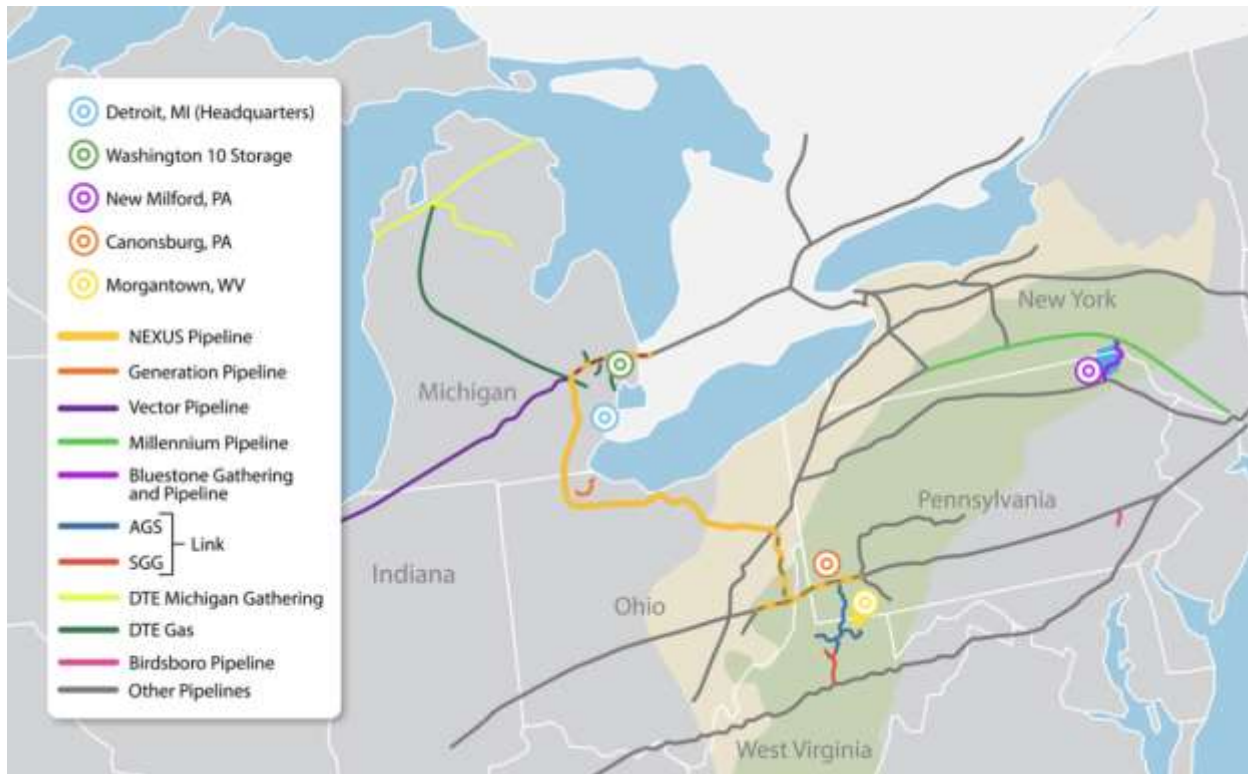 Detroit, MI (Headquarters)
Washington 10 Storage
New Milford, PA
Canonsburg, PA
Morgantown, WV
NEXUS Pipeline
Generation Pipeline
Vector Pipeline
Millennium Pipeline
Bluestone Gathering
and Pipeline
AGS
Link
SGG
DTE Michigan Gathering
DTE Gas
Birdsboro Pipeline
Other Pipelines
New York
Michigan
Pennsylvania
Indiana
Ohio
West Virginia